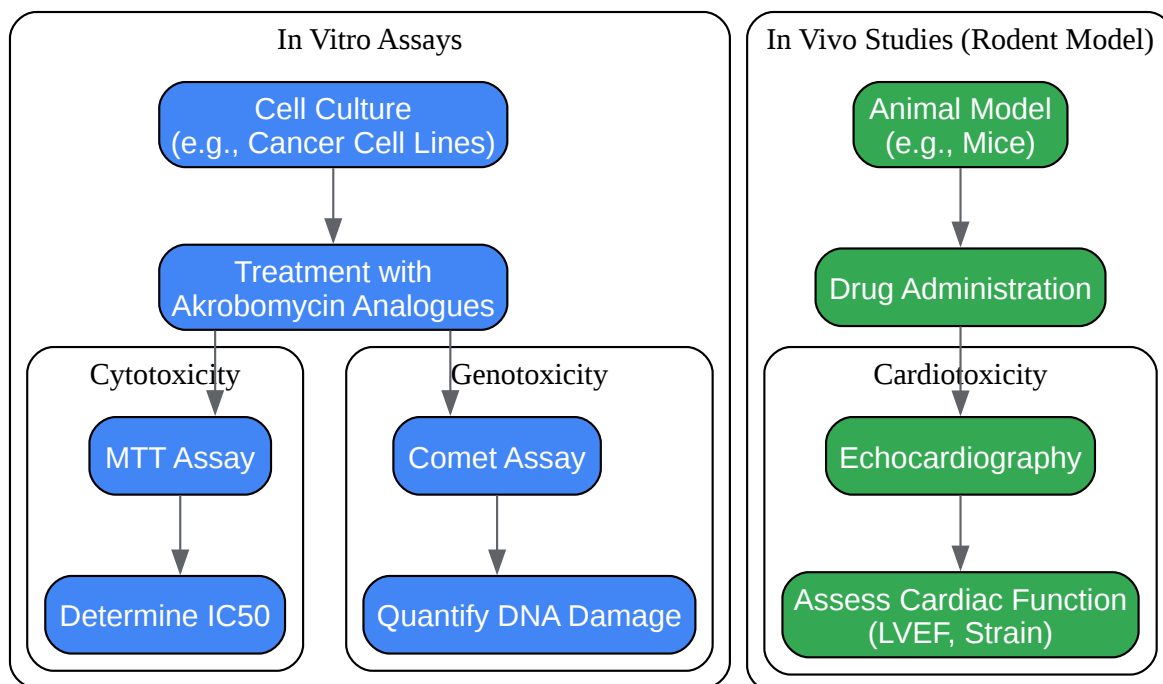 In Vitro Assays
Cell Culture
(e.g., Cancer Cell Lines)
Treatment with
Akrobomycin Analogues
Cytotoxicity
MTT Assay
Determine IC50
Genotoxicity
Comet Assay
Quantify DNA Damage
In Vivo Studies (Rodent Model)
Animal Model
(e.g., Mice)
Drug Administration
Cardiotoxicity
Echocardiography
Assess Cardiac Function
(LVEF, Strain)